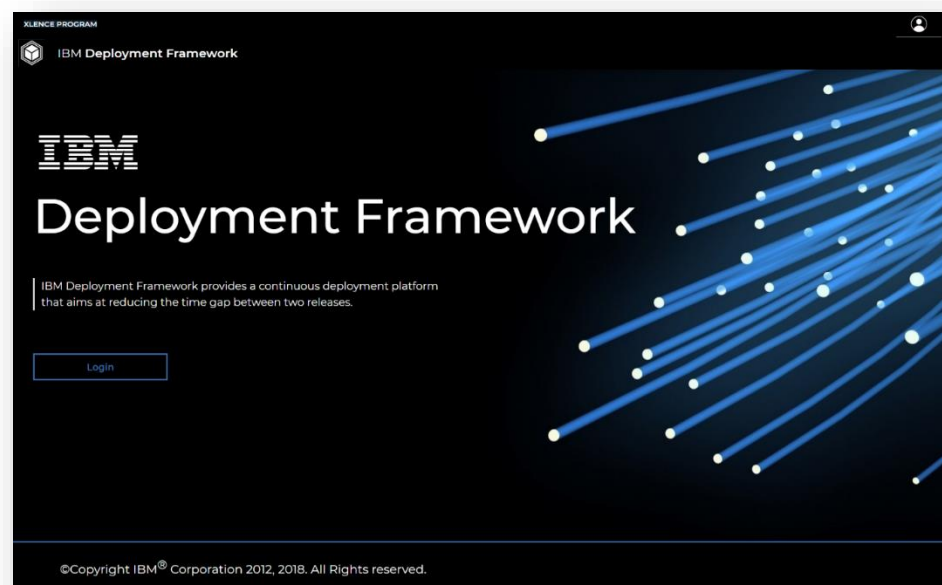 XLENCE PROGRAM
IBM Deployment Framework
IBM
Deployment Framework
IBM Deployment Framework provides a continuous deployment platform
that aims at reducing the time gap between two releases.
Login
©Copyright IBM® Corporation 2012, 2018. All Rights reserved.